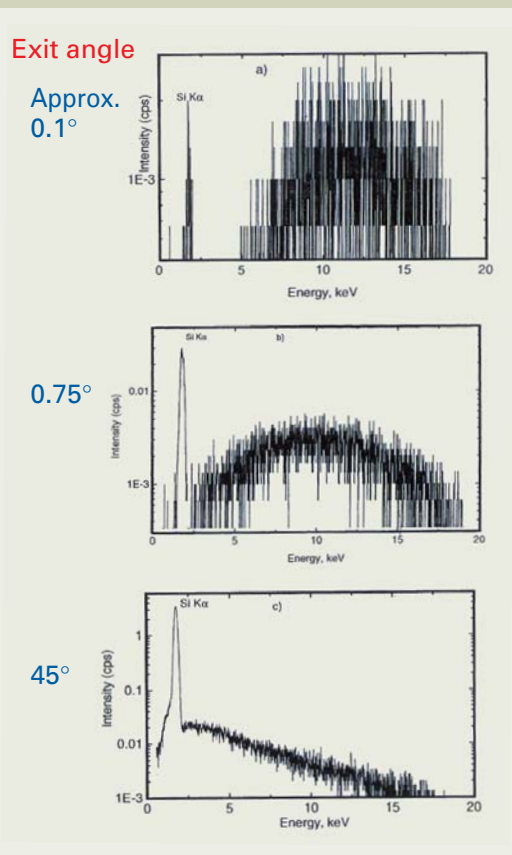 Exit angle
Approx.
0.1°
a)
Si Kα
Intensity (cps)
1E-3
0 5 10 15 20
Energy, keV
0.75°
Si Kα b)
0.01
Intensity (cps)
1E-3
0 5 10 15 20
Energy, keV
45°
Si Kα c)
1
0.1
Intensity (cps)
0.01
1E-3
0 5 10 15 20
Energy, keV